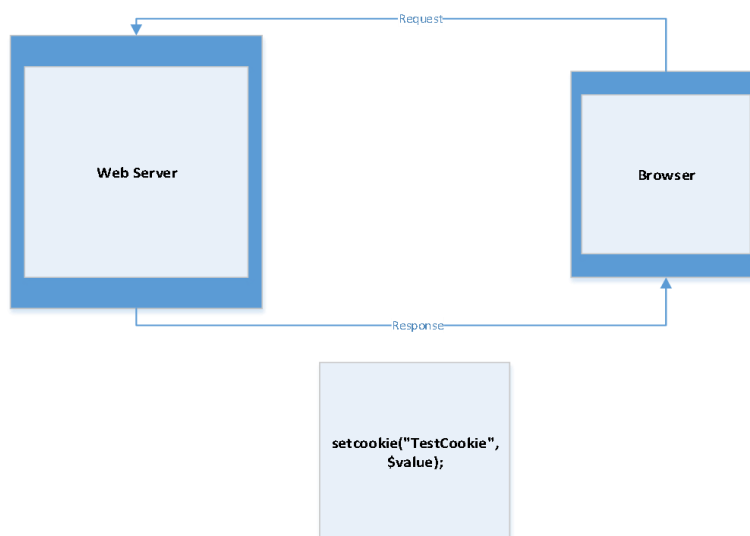 Request
Web Server
Browser
Response
setcookie("TestCookie",
$value);